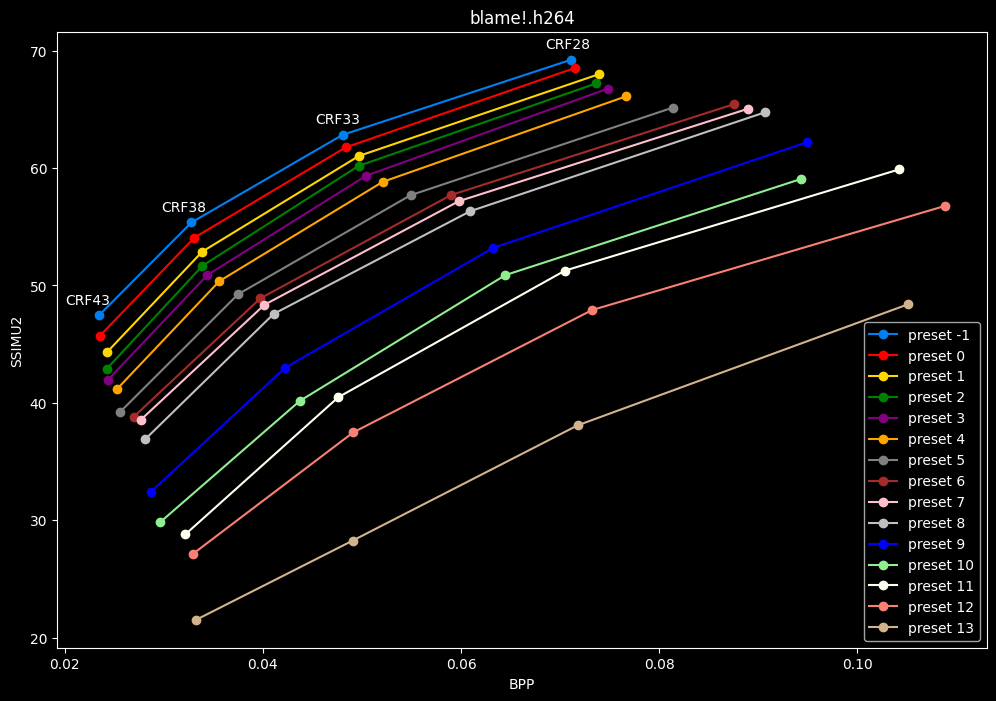 blame!.h264
CRF28
CRF33
CRF38
CRF43
SSIMU2
70
60
50
40
30
20
0.02
0.04
0.06
0.08
0.10
BPP
preset -1
preset 0
preset 1
preset 2
preset 3
preset 4
preset 5
preset 6
preset 7
preset 8
preset 9
preset 10
preset 11
preset 12
preset 13